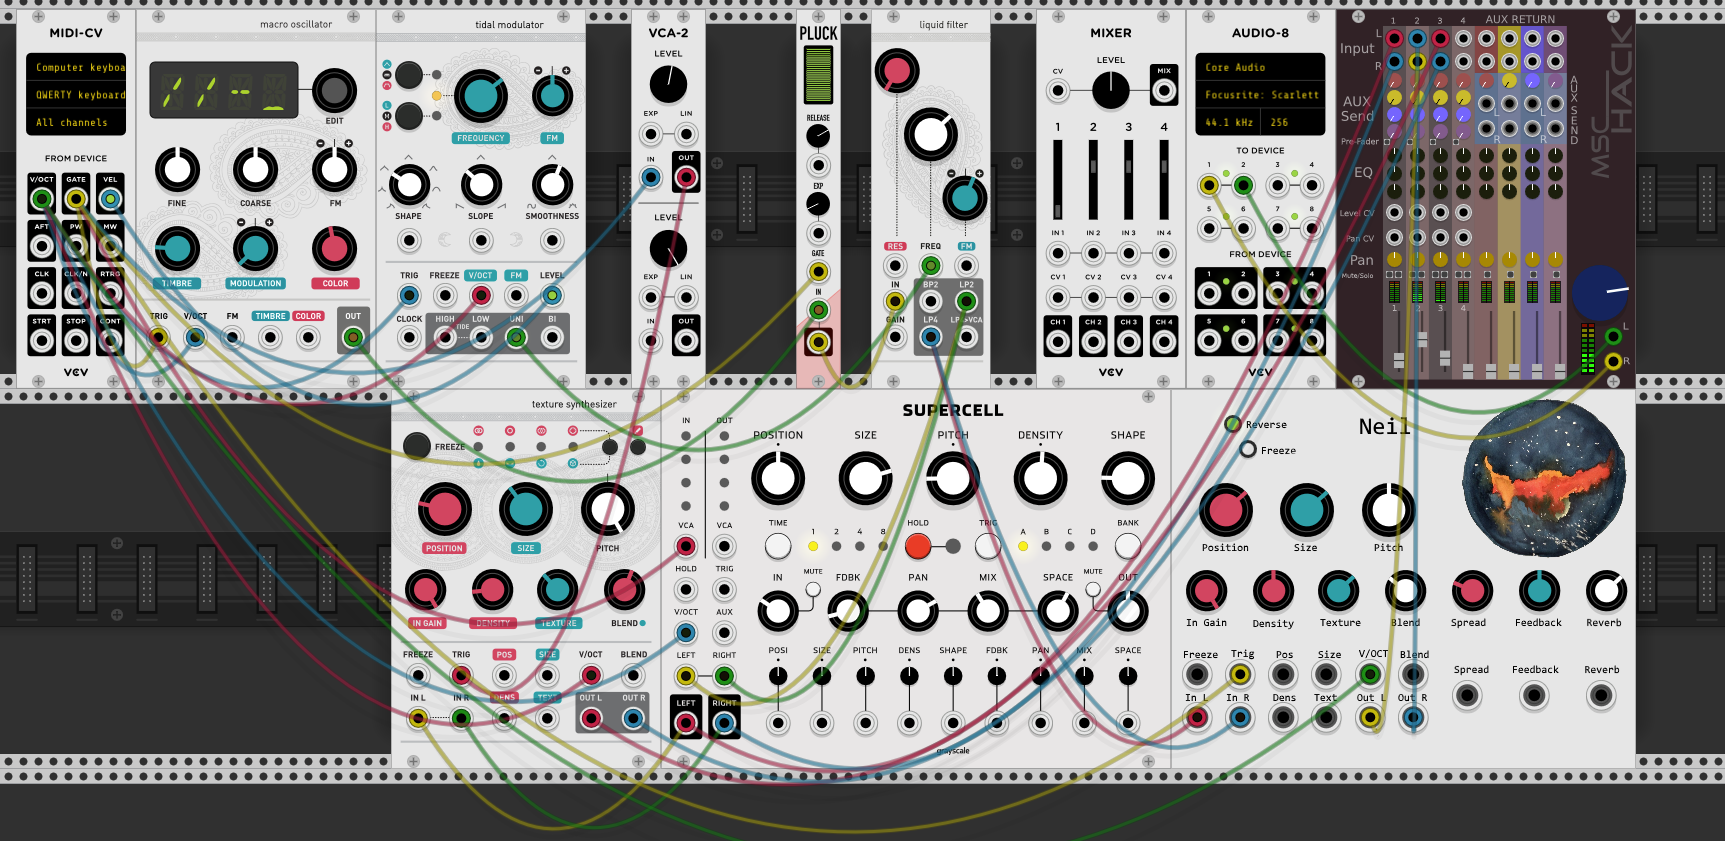 MIDI-CV
Computer keyboa
QWERTY keyboard
All channels
FROM DEVICE
V/OCT GATE VEL
AFT PW MW
CLK CLK/N RTRG
STRT STOP CONT
VCV
macro oscillator
EDIT
FINE COARSE FM
TIMBRE MODULATION COLOR
TRIG V/OCT FM TIMBRE COLOR OUT
tidal modulator
FREQUENCY FM
SHAPE SLOPE SMOOTHNESS
TRIG FREEZE V/OCT FM LEVEL
CLOCK HIGH TIDE LOW UNI BI
VCA-2
LEVEL
EXP LIN
IN OUT
LEVEL
EXP LIN
IN OUT
VCV
PLUCK
RELEASE
EXP
GATE
IN
liquid filter
RES FREQ FM
IN BP2 LP2
GAIN LP4 LP+VCA
MIXER
LEVEL
CV MIX
1 2 3 4
IN 1 IN 2 IN 3 IN 4
CV 1 CV 2 CV 3 CV 4
CH 1 CH 2 CH 3 CH 4
VCV
AUDIO-8
Core Audio
Focusrite: Scarlett
44.1 kHz 256
TO DEVICE
1 2 3 4
5 6 7 8
FROM DEVICE
1 2 3 4
5 6 7 8
VCV
1 2 3 4 AUX RETURN
L
Input
R
AUX
Send
Pre-Fader
EQ
Level CV
Pan CV
Pan
Mute/Solo
AUX SEND
L L
R R
MSC HACK
1 2 3 4
L
R
texture synthesizer
FREEZE
POSITION SIZE PITCH
IN GAIN DENSITY TEXTURE BLEND
FREEZE TRIG POS SIZE V/OCT BLEND
IN L IN R DENS TEXT OUT L OUT R
SUPERCELL
IN OUT
VCA VCA
HOLD TRIG
V/OCT AUX
LEFT RIGHT
LEFT RIGHT
POSITION SIZE PITCH DENSITY SHAPE
TIME 1 2 4 8 HOLD TRIG A B C D BANK
IN MUTE FDBK PAN MIX SPACE MUTE OUT
POSI SIZE PITCH DENS SHAPE FDBK PAN MIX SPACE
grayscale
Reverse
Freeze
Neil
Position Size Pitch
In Gain Density Texture Blend Spread Feedback Reverb
Freeze Trig Pos Size V/OCT Blend
Spread Feedback Reverb
In L In R Dens Text Out L Out R